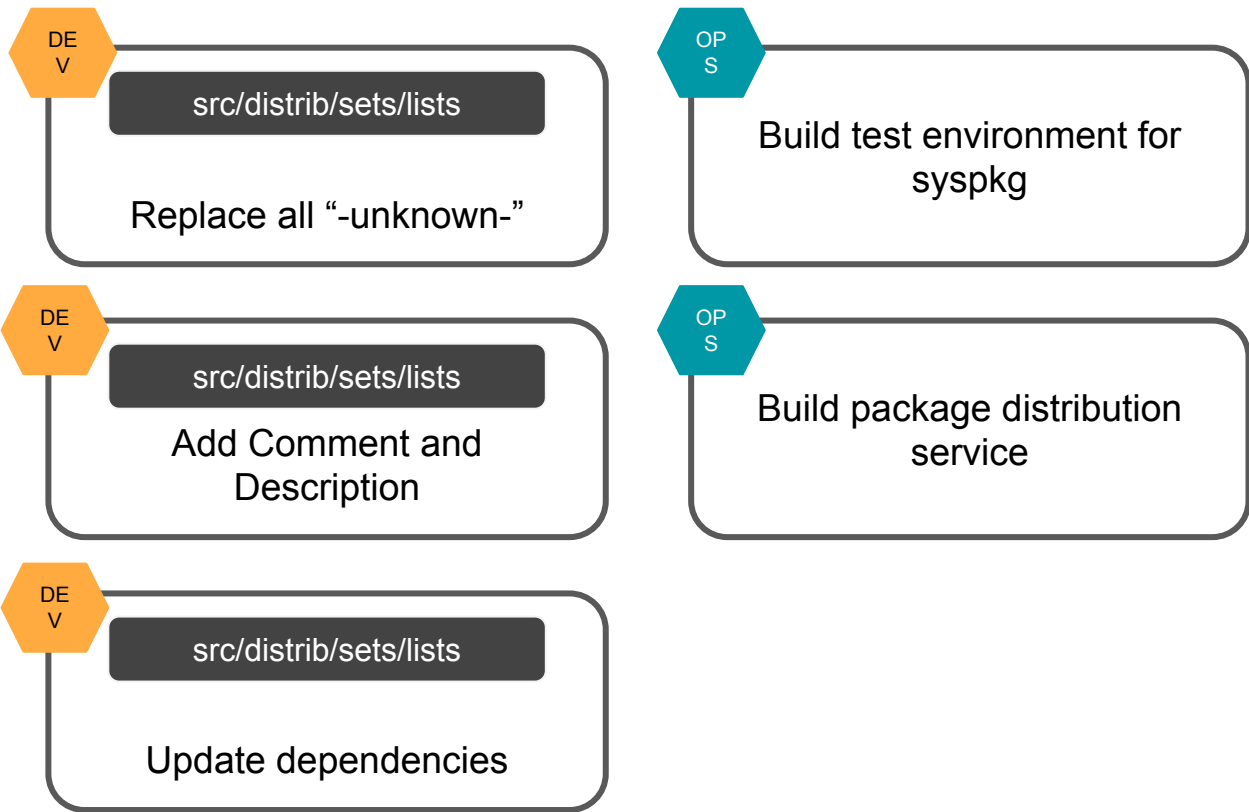 DE
V
src/distrib/sets/lists
Replace all “-unknown-”
DE
V
src/distrib/sets/lists
Add Comment and
Description
DE
V
src/distrib/sets/lists
Update dependencies
OP
S
Build test environment for
syspkg
OP
S
Build package distribution
service